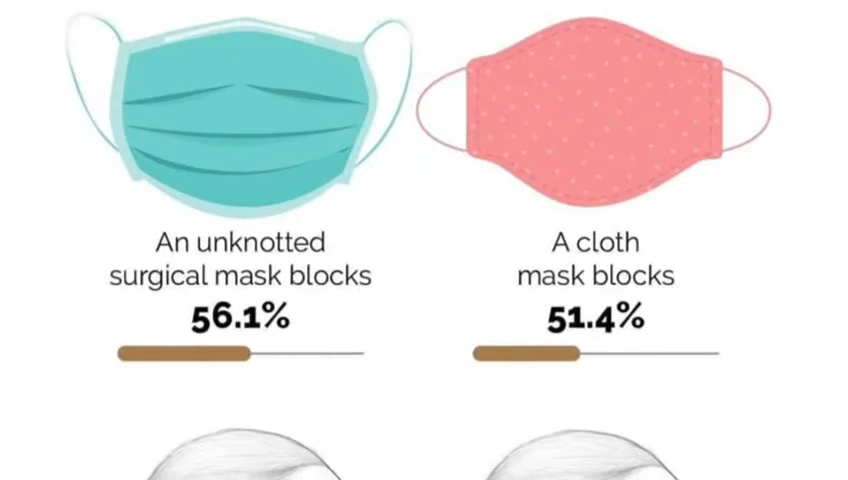 An unknotted
surgical mask blocks
56.1%
A cloth
mask blocks
51.4%